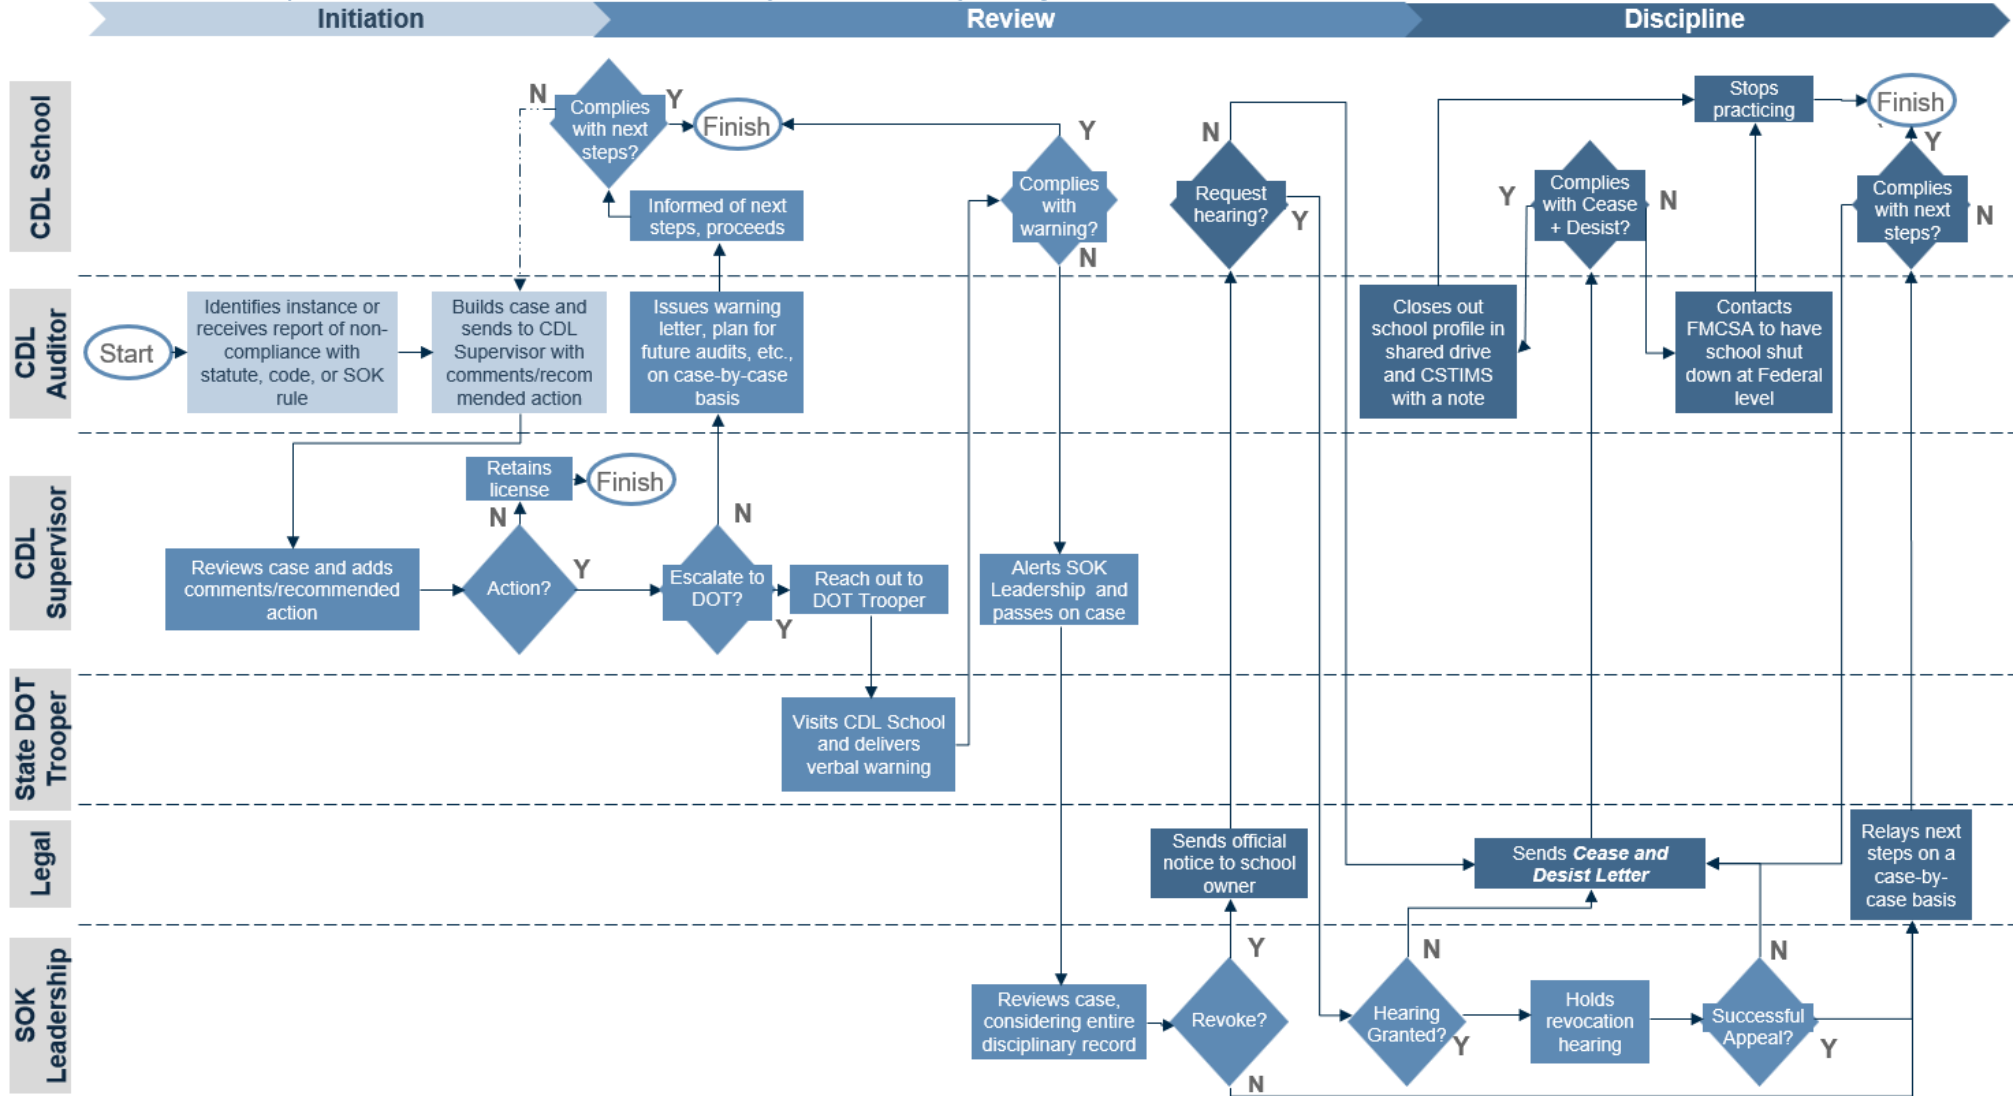 Initiation
Review
Discipline
CDL School
N
Complies
with next
steps?
Y
Finish
Informed of next
steps, proceeds
Y
Complies
with
warning?
N
N
Request
hearing?
Y
Stops
practicing
Finish
`
Y
Complies
with Cease
+ Desist?
Y
N
Complies
with next
steps?
N
CDL
Auditor
Start
Identifies instance or
receives report of non-
compliance with
statute, code, or SOK
rule
Builds case and
sends to CDL
Supervisor with
comments/recom
mended action
Issues warning
letter, plan for
future audits, etc.,
on case-by-case
basis
Closes out
school profile in
shared drive
and CSTIMS
with a note
Contacts
FMCSA to have
school shut
down at Federal
level
CDL
Supervisor
Retains
license
Finish
N
Reviews case and adds
comments/recommended
action
Action?
Y
N
Escalate to
DOT?
Y
Reach out to
DOT Trooper
Alerts SOK
Leadership and
passes on case
State DOT
Trooper
Visits CDL School
and delivers
verbal warning
Legal
Sends official
notice to school
owner
Sends Cease and
Desist Letter
Relays next
steps on a
case-by-
case basis
SOK
Leadership
Reviews case,
considering entire
disciplinary record
Y
Revoke?
N
N
Hearing
Granted?
Y
Holds
revocation
hearing
N
Successful
Appeal?
Y